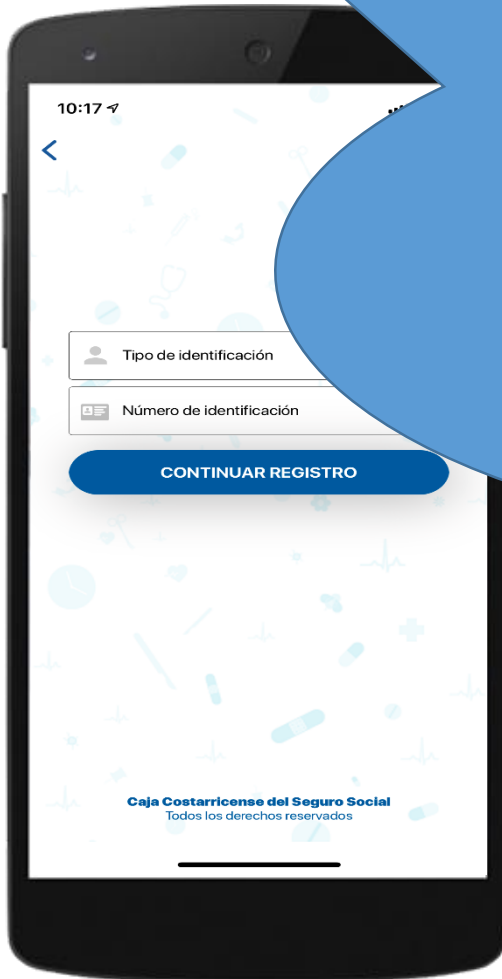 10:17
Tipo de identificación
Número de identificación
CONTINUAR REGISTRO
Caja Costarricense del Seguro Social
Todos los derechos reservados